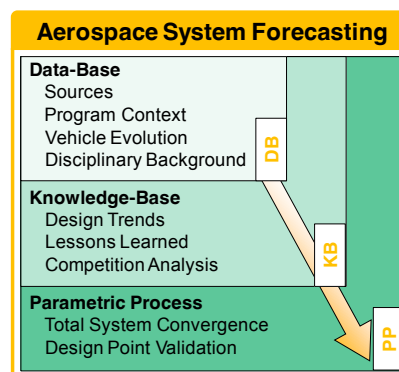 Aerospace System Forecasting
Data-Base
Sources
Program Context
Vehicle Evolution
Disciplinary Background
DB
Knowledge-Base
Design Trends
Lessons Learned
Competition Analysis
KB
Parametric Process
Total System Convergence
Design Point Validation
PP